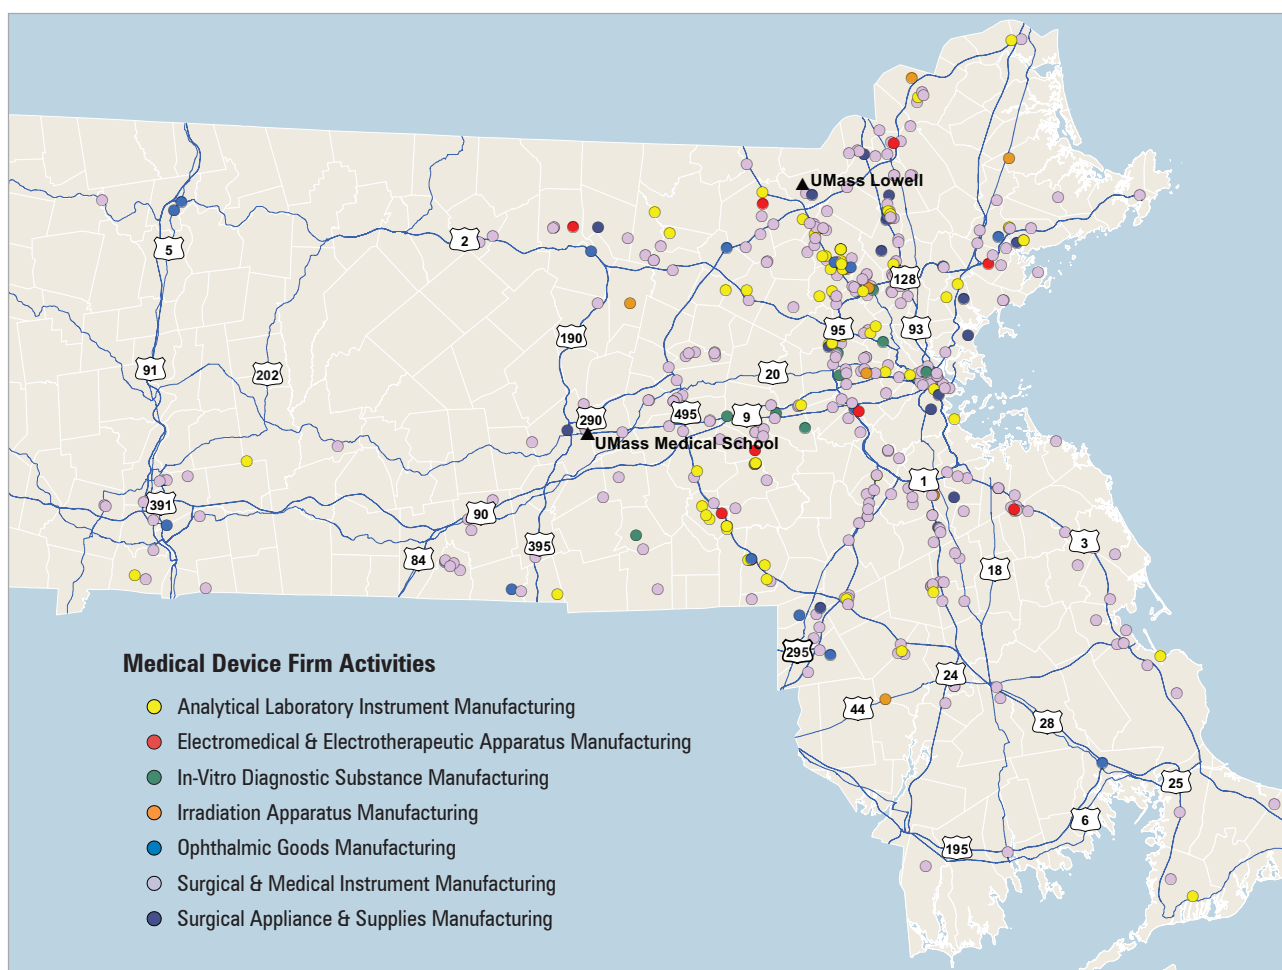 UMass Lowell
5
2
128
95
93
190
91
202
20
290
495
9
UMass Medical School
1
391
90
395
84
3
18
295
24
44
28
25
6
195
Medical Device Firm Activities
Analytical Laboratory Instrument Manufacturing
Electromedical & Electrotherapeutic Apparatus Manufacturing
In-Vitro Diagnostic Substance Manufacturing
Irradiation Apparatus Manufacturing
Ophthalmic Goods Manufacturing
Surgical & Medical Instrument Manufacturing
Surgical Appliance & Supplies Manufacturing